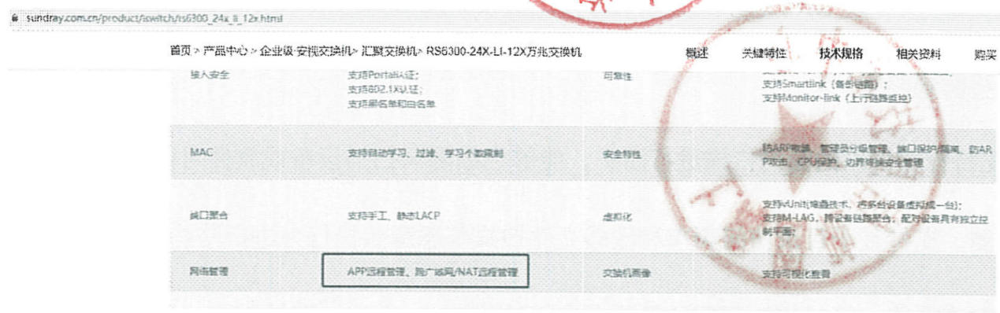 sundray.com.cn/product/iswitch/rs6300_24x_li_12x.html
首页 > 产品中心 > 企业级-安视交换机> 汇聚交换机> RS6300-24X-LI-12X万兆交换机
概述 关键特性 技术规格 相关资料 购买
接入安全
支持Portal认证;
支持802.1X认证;
支持黑名单和白名单
可靠性
支持Smartlink（备份链路）;
支持Monitor-link（上行链路监控）
MAC
支持自动学习、过滤、学习个数限制
安全特性
防ARP欺骗、管理员分级管理、端口保护/隔离、防AR
P攻击、CPU保护、边界终端安全管理
端口聚合
支持手工、静态LACP
虚拟化
支持vUnit(堆叠技术，将多台设备虚拟成一台);
支持M-LAG，跨设备链路聚合，配对设备具有独立控
制平面;
网络管理
APP远程管理、跨广域网/NAT远程管理
交换机画像
支持可视化查看